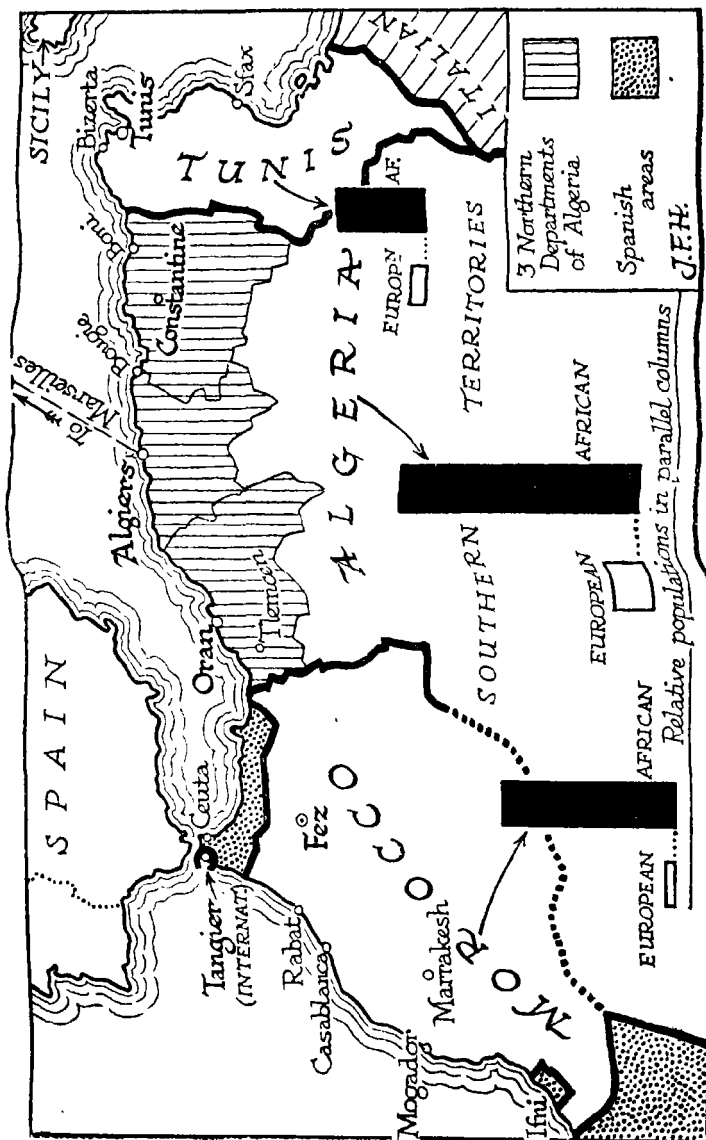 SPAIN
SICILY
Tangier
(INTERNAT.)
Ceuta
Oran
Tlemcen
Algiers
To Marseilles
Bougie
Boni
Constantine
Bizerta
Tunis
Sfax
TUNIS
ITALIAN
Rabat
Casablanca
Fez
Mogador
Marrakesh
Ifni
MOROCCO
ALGERIA
SOUTHERN TERRITORIES
EUROPEAN
AFRICAN
EUROPEAN
AFRICAN
EUROPN
AF.
Relative populations in parallel columns
3 Northern
Departments
of Algeria
Spanish
areas
J.F.H.